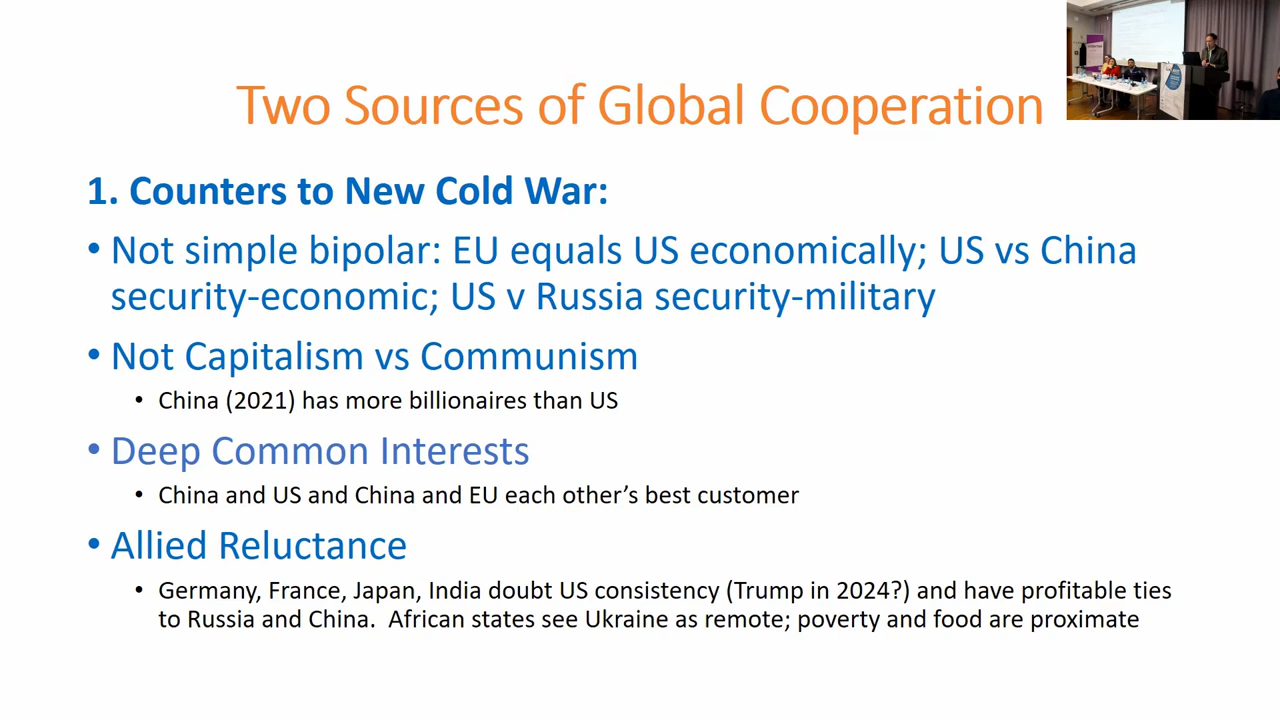 Two Sources of Global Cooperation
1. Counters to New Cold War:
• Not simple bipolar: EU equals US economically; US vs China
security-economic; US v Russia security-military
• Not Capitalism vs Communism
• China (2021) has more billionaires than US
• Deep Common Interests
• China and US and China and EU each other’s best customer
• Allied Reluctance
• Germany, France, Japan, India doubt US consistency (Trump in 2024?) and have profitable ties
to Russia and China.  African states see Ukraine as remote; poverty and food are proximate